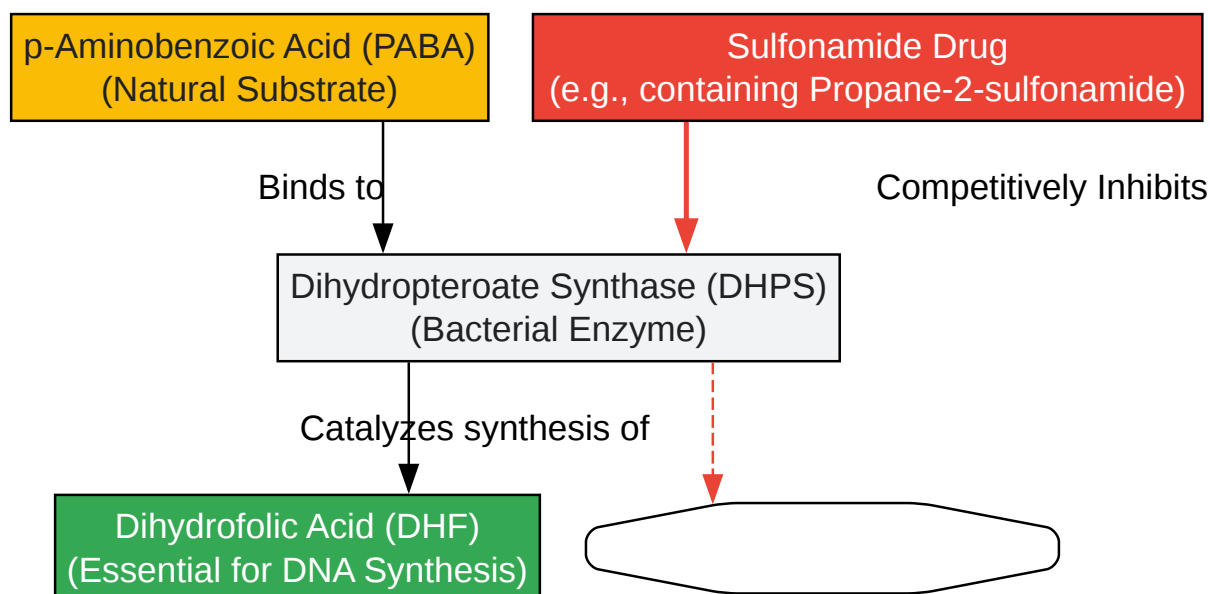 p-Aminobenzoic Acid (PABA)
(Natural Substrate)
Sulfonamide Drug
(e.g., containing Propane-2-sulfonamide)
Binds to
Competitively Inhibits
Dihydropteroate Synthase (DHPS)
(Bacterial Enzyme)
Catalyzes synthesis of
Dihydrofolic Acid (DHF)
(Essential for DNA Synthesis)